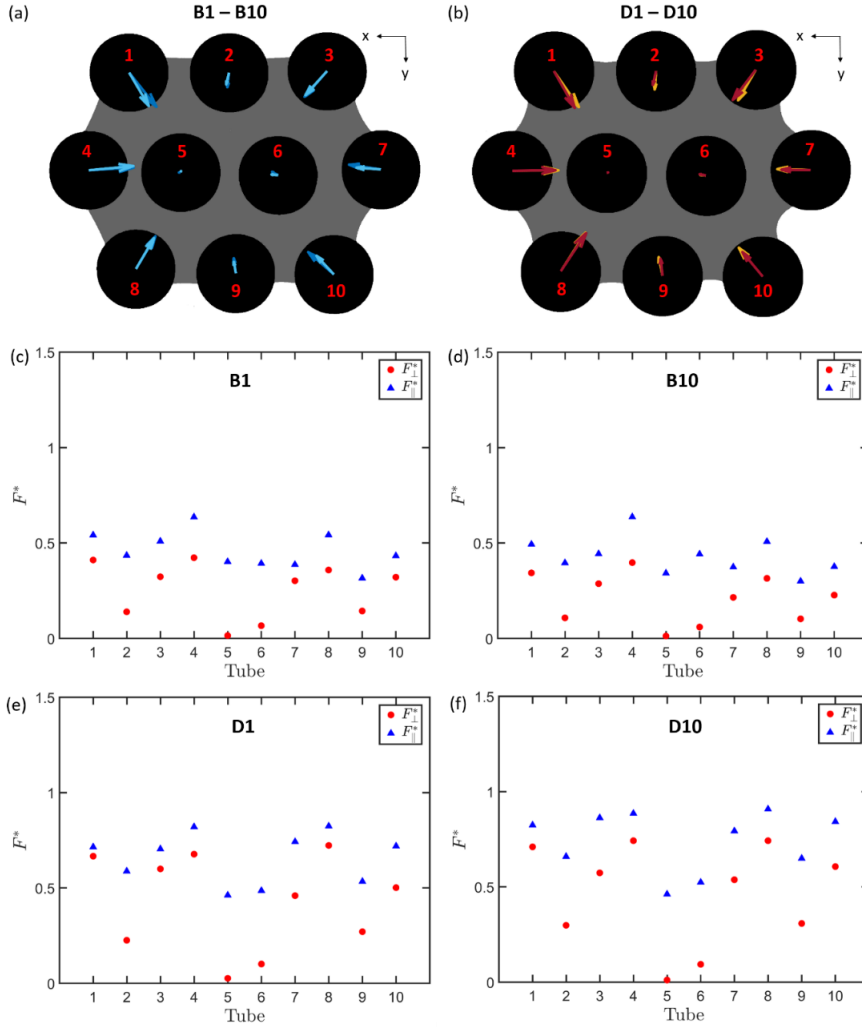 (a) B1 – B10
x
y
1 2 3
4 5 6 7
8 9 10
(b) D1 – D10
x
y
1 2 3
4 5 6 7
8 9 10
(c) B1
1.5
1
0.5
0
F*
1 2 3 4 5 6 7 8 9 10
Tube
F*⊥
F*∥
(d) B10
1.5
1
0.5
0
F*
1 2 3 4 5 6 7 8 9 10
Tube
F*⊥
F*∥
(e) D1
1.5
1
0.5
0
F*
1 2 3 4 5 6 7 8 9 10
Tube
F*⊥
F*∥
(f) D10
1.5
1
0.5
0
F*
1 2 3 4 5 6 7 8 9 10
Tube
F*⊥
F*∥